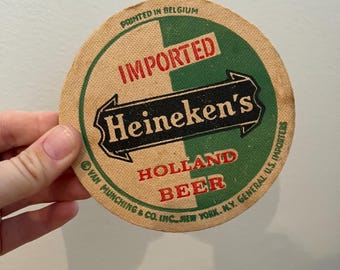 PRINTED IN BELGIUM
IMPORTED
Heineken's
HOLLAND
BEER
© VAN MUNCHING & CO. INC., NEW YORK, N.Y. GENERAL U.S. IMPORTERS